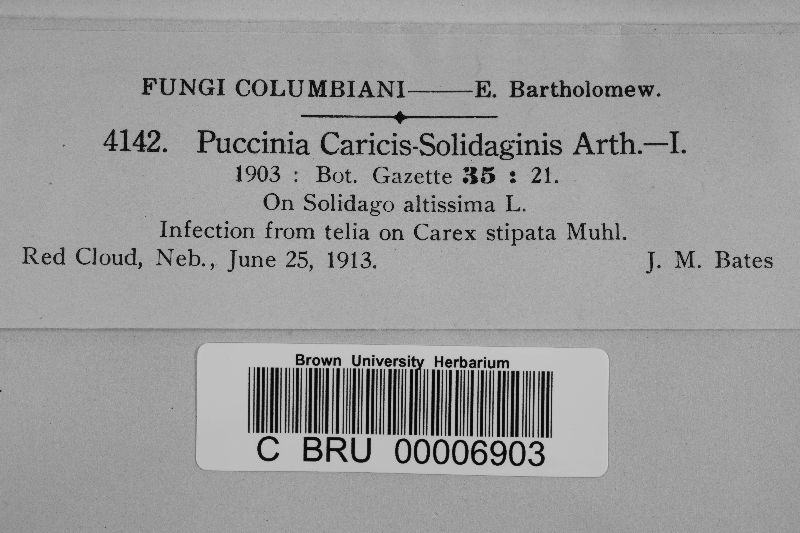 FUNGI COLUMBIANI——E. Bartholomew.
4142. Puccinia Caricis-Solidaginis Arth.—I.
1903 : Bot. Gazette 35 : 21.
On Solidago altissima L.
Infection from telia on Carex stipata Muhl.
Red Cloud, Neb., June 25, 1913. J. M. Bates
Brown University Herbarium
C BRU 00006903